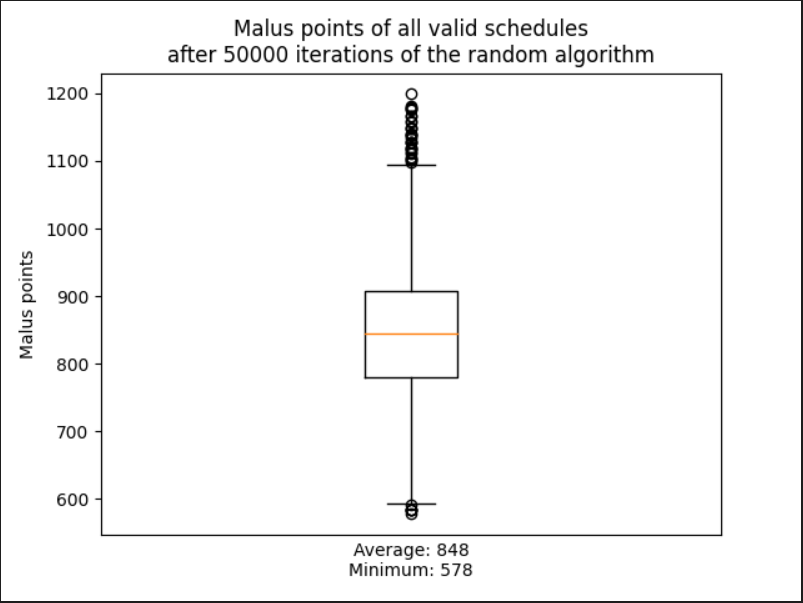 Malus points of all valid schedules
after 50000 iterations of the random algorithm
1200
1100
1000
900
800
700
600
Malus points
Average: 848
Minimum: 578